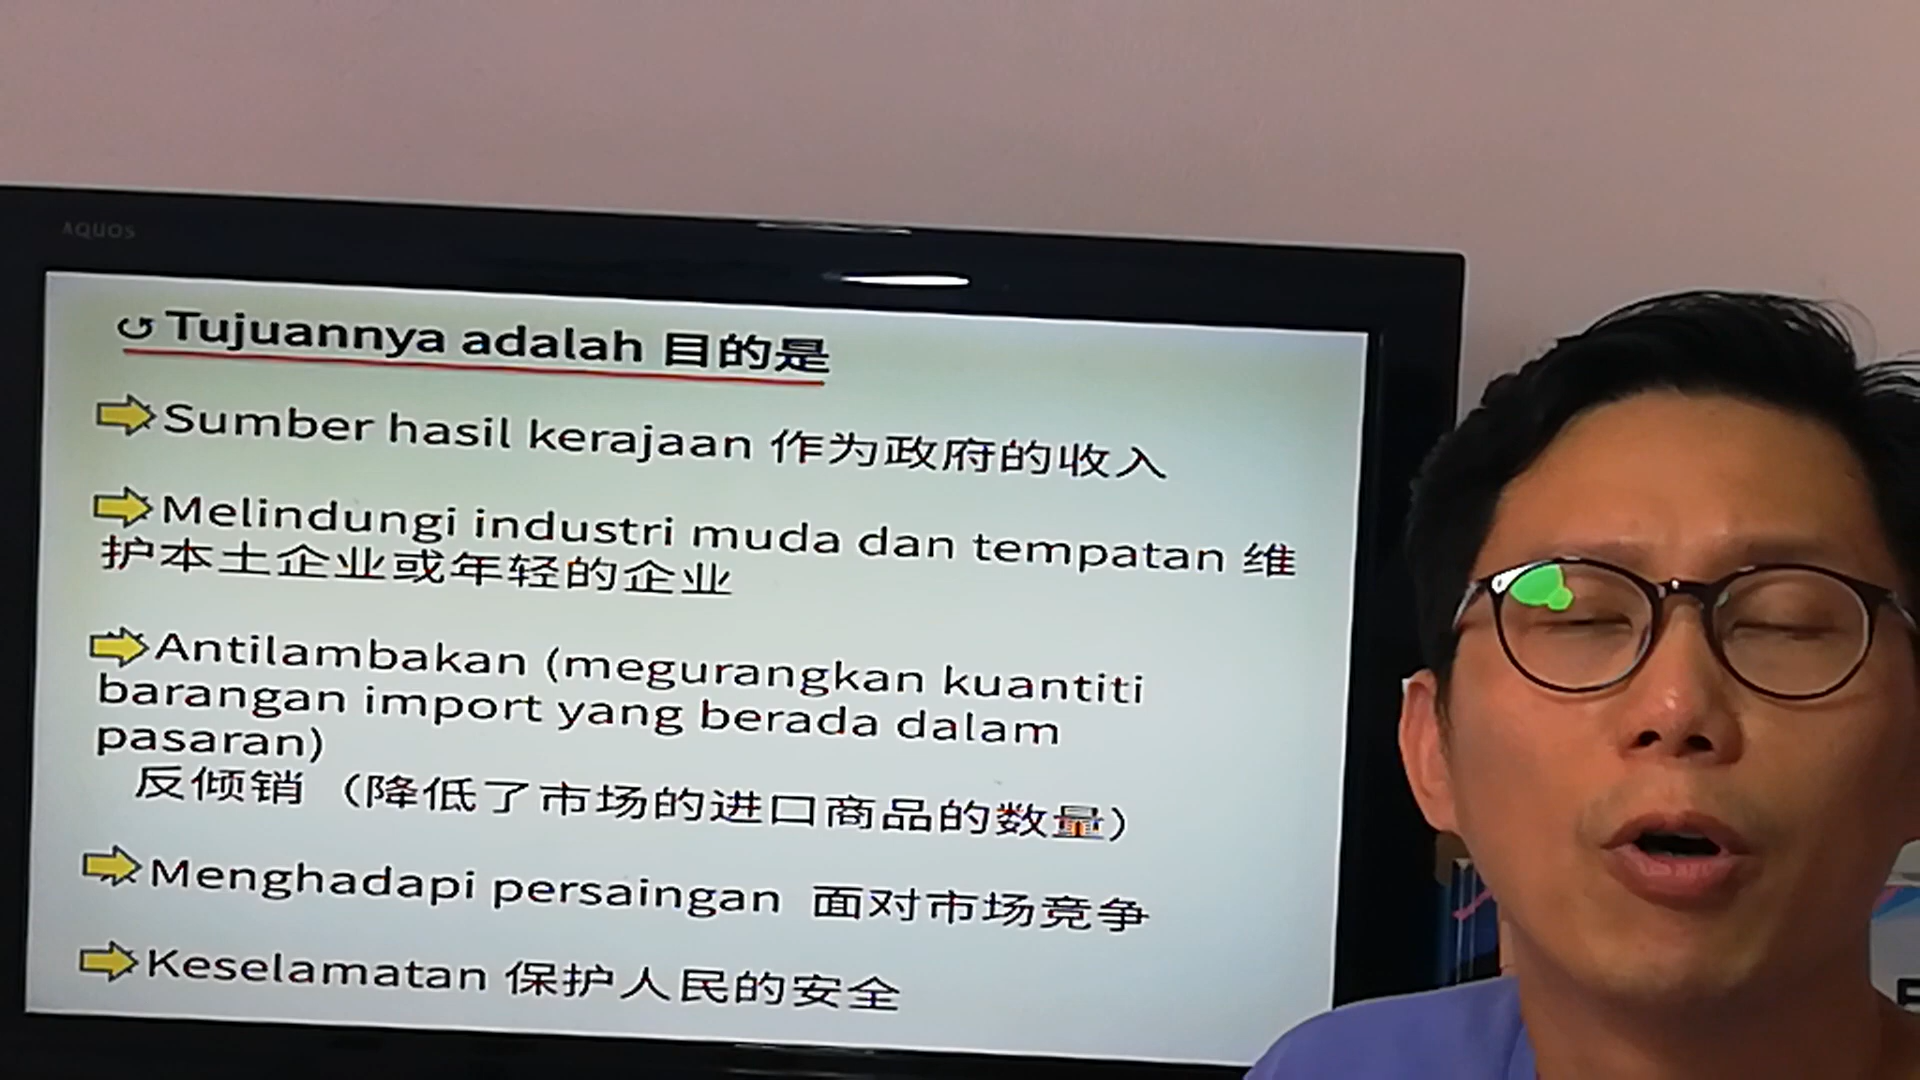 AQUOS
Tujuannya adalah 目的是
Sumber hasil kerajaan 作为政府的收入
Melindungi industri muda dan tempatan 维
护本土企业或年轻的企业
Antilambakan (megurangkan kuantiti
barangan import yang berada dalam
pasaran)
反倾销（降低了市场的进口商品的数量）
Menghadapi persaingan 面对市场竞争
Keselamatan 保护人民的安全